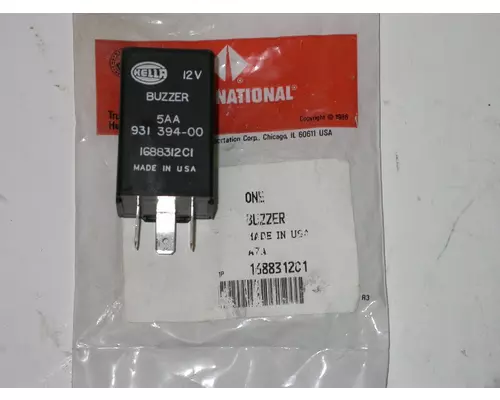 HELLA 12V
BUZZER
5AA
931 394-00
1688312C1
MADE IN USA
NATIONAL
Copyright © 1986
portation Corp., Chicago, IL 60611 USA
ONE
BUZZER
MADE IN USA
1688312C1
R3